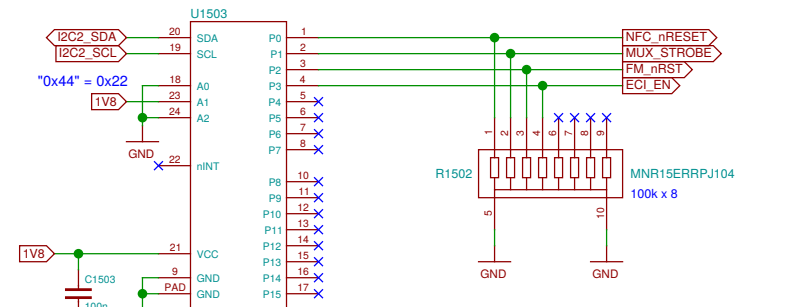 U1503
I2C2_SDA 20 SDA P0 1 NFC_nRESET
I2C2_SCL 19 SCL P1 2 MUX_STROBE
P2 3 FM_nRST
"0x44" = 0x22 18 A0 P3 4 ECI_EN
1V8 23 A1 P4 5
24 A2 P5 6
P6 7
1 2 3 4 6 7 8 9
GND P7 8
22 nINT
R1502 MNR15ERRPJ104
P8 10
100k x 8
P9 11
P10 12
5 10
P11 13
P12 14
1V8 21 VCC P13 15
GND GND
C1503 9 GND P14 16
PAD GND P15 17
100n